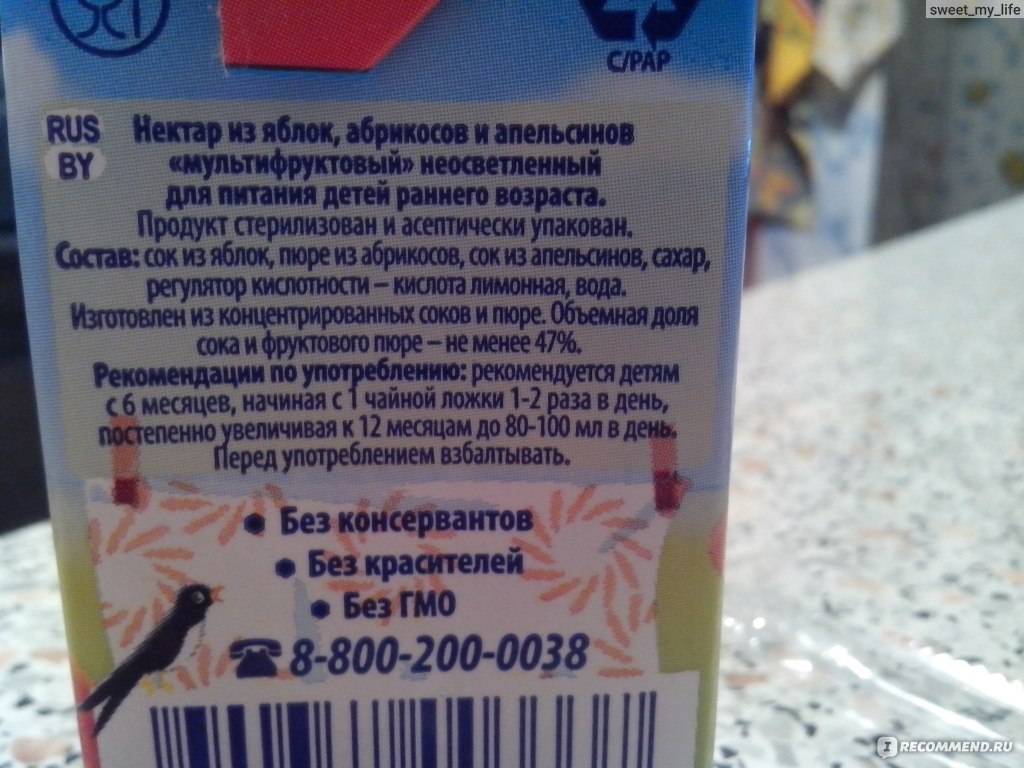 sweet_my_life
C/PAP
RUS
BY
Нектар из яблок, абрикосов и апельсинов
«мультифруктовый» неосветленный
для питания детей раннего возраста.
Продукт стерилизован и асептически упакован.
Состав: сок из яблок, пюре из абрикосов, сок из апельсинов, сахар,
регулятор кислотности – кислота лимонная, вода.
Изготовлен из концентрированных соков и пюре. Объемная доля
сока и фруктового пюре – не менее 47%.
Рекомендации по употреблению: рекомендуется детям
с 6 месяцев, начиная с 1 чайной ложки 1-2 раза в день,
постепенно увеличивая к 12 месяцам до 80-100 мл в день.
Перед употреблением взбалтывать.
Без консервантов
Без красителей
Без ГМО
8-800-200-0038
IRECOMMEND.RU